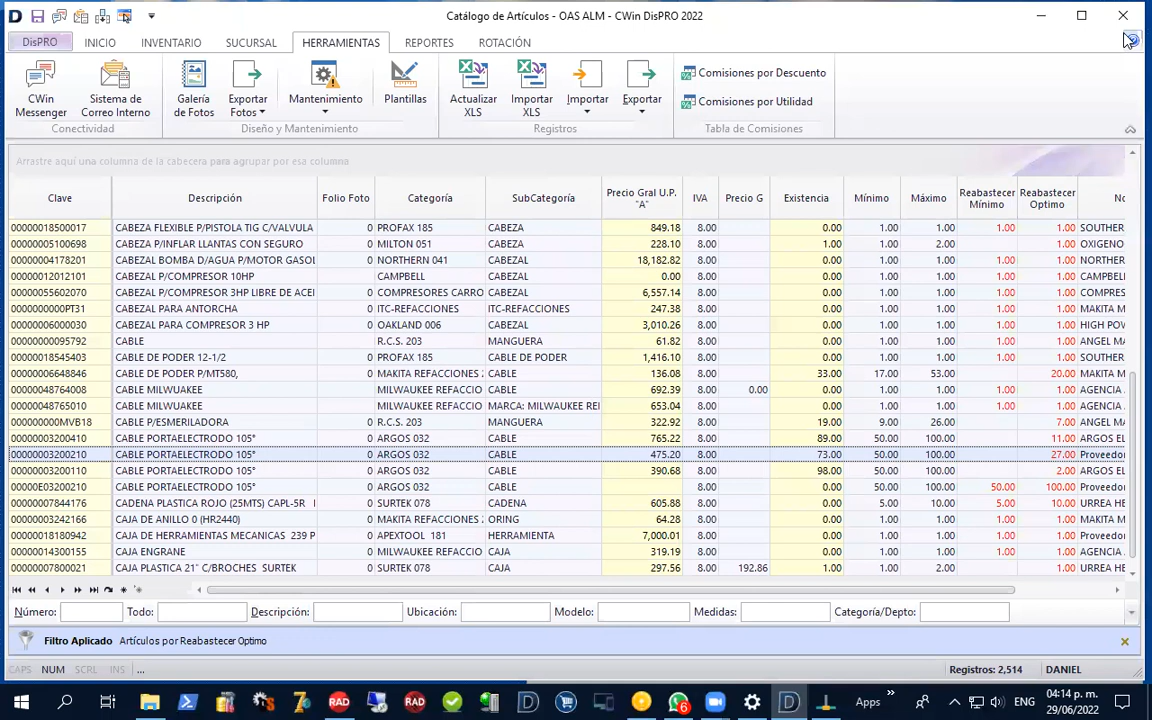 Catálogo de Artículos - OAS ALM - CWin DisPRO 2022
DisPRO INICIO INVENTARIO SUCURSAL HERRAMIENTAS REPORTES ROTACIÓN
CWin Messenger
Sistema de Correo Interno
Galería de Fotos
Exportar Fotos
Mantenimiento
Plantillas
Actualizar XLS
Importar XLS
Importar
Exportar
Comisiones por Descuento
Comisiones por Utilidad
Conectividad Diseño y Mantenimiento Registros Tabla de Comisiones
Arrastre aquí una columna de la cabecera para agrupar por esa columna
Clave Descripción Folio Foto Categoría SubCategoría Precio Gral U.P. "A" IVA Precio G Existencia Mínimo Máximo Reabastecer Mínimo Reabastecer Optimo No
00000018500017 CABEZA FLEXIBLE P/PISTOLA TIG C/VALVULA 0 PROFAX 185 CABEZA 849.18 8.00 0.00 1.00 1.00 1.00 1.00 SOUTHER
00000005100698 CABEZA P/INFLAR LLANTAS CON SEGURO 0 MILTON 051 CABEZA 228.10 8.00 1.00 1.00 2.00 1.00 OXIGENO
00000004178201 CABEZAL BOMBA D/AGUA P/MOTOR GASOL 0 NORTHERN 041 CABEZAL 18,182.82 8.00 0.00 1.00 1.00 1.00 1.00 NORTHER
00000012012101 CABEZAL P/COMPRESOR 10HP 0 CAMPBELL CABEZAL 0.00 8.00 0.00 1.00 1.00 1.00 1.00 CAMPBEL
00000055602070 CABEZAL P/COMPRESOR 3HP LIBRE DE ACEI 0 COMPRESORES CARRO CABEZAL 6,557.14 8.00 0.00 1.00 1.00 1.00 1.00 COMPRES
0000000000PT31 CABEZAL PARA ANTORCHA 0 ITC-REFACCIONES ITC-REFACCIONES 247.38 8.00 0.00 1.00 1.00 1.00 1.00 MAKITA M
00000006000030 CABEZAL PARA COMPRESOR 3 HP 0 OAKLAND 006 CABEZAL 3,010.26 8.00 0.00 1.00 1.00 1.00 1.00 HIGH POV
00000000095792 CABLE 0 R.C.S. 203 MANGUERA 61.82 8.00 0.00 1.00 1.00 1.00 1.00 ANGEL M
00000018545403 CABLE DE PODER 12-1/2 0 PROFAX 185 CABLE DE PODER 1,416.10 8.00 0.00 1.00 1.00 1.00 1.00 SOUTHER
00000006648846 CABLE DE PODER P/MT580, 0 MAKITA REFACCIONES CABLE 136.08 8.00 33.00 17.00 53.00 20.00 MAKITA M
00000048764008 CABLE MILWUAKEE 0 MILWAUKEE REFACCIO CABLE 692.39 8.00 0.00 0.00 1.00 1.00 1.00 1.00 AGENCIA
00000048765010 CABLE MILWUAKEE 0 MILWAUKEE REFACCIO MARCA: MILWAUKEE REI 653.04 8.00 0.00 1.00 1.00 1.00 1.00 AGENCIA
000000000MVB18 CABLE P/ESMERILADORA 0 R.C.S. 203 MANGUERA 322.92 8.00 19.00 9.00 26.00 7.00 ANGEL M
00000003200410 CABLE PORTAELECTRODO 105° 0 ARGOS 032 CABLE 765.22 8.00 89.00 50.00 100.00 11.00 ARGOS EL
00000003200210 CABLE PORTAELECTRODO 105° 0 ARGOS 032 CABLE 475.20 8.00 73.00 50.00 100.00 27.00 Proveedor
00000003200110 CABLE PORTAELECTRODO 105° 0 ARGOS 032 CABLE 390.68 8.00 98.00 50.00 100.00 2.00 ARGOS EL
00000E03200210 CABLE PORTAELECTRODO 105° 0 ARGOS 032 CABLE 8.00 0.00 50.00 100.00 50.00 100.00 Proveedor
00000007844176 CADENA PLASTICA ROJO (25MTS) CAPL-5R I 0 SURTEK 078 CADENA 605.88 8.00 0.00 5.00 10.00 5.00 10.00 URREA HE
00000003242166 CAJA DE ANILLO 0 (HR2440) 0 MAKITA REFACCIONES ORING 64.28 8.00 0.00 1.00 1.00 1.00 1.00 MAKITA M
00000018180942 CAJA DE HERRAMIENTAS MECANICAS 239 P 0 APEXTOOL 181 HERRAMIENTA 7,000.01 8.00 0.00 1.00 1.00 1.00 1.00 Proveedor
00000014300155 CAJA ENGRANE 0 MILWAUKEE REFACCIO CAJA 319.19 8.00 0.00 1.00 1.00 1.00 1.00 AGENCIA
00000007800021 CAJA PLASTICA 21" C/BROCHES SURTEK 0 SURTEK 078 CAJA 297.56 8.00 192.86 1.00 1.00 2.00 1.00 URREA HE
Número: Todo: Descripción: Ubicación: Modelo: Medidas: Categoría/Depto:
Filtro Aplicado Artículos por Reabastecer Optimo
CAPS NUM SCRL INS ... Registros: 2,514 DANIEL
RAD RAD 6 Apps ENG 04:14 p. m.
29/06/2022